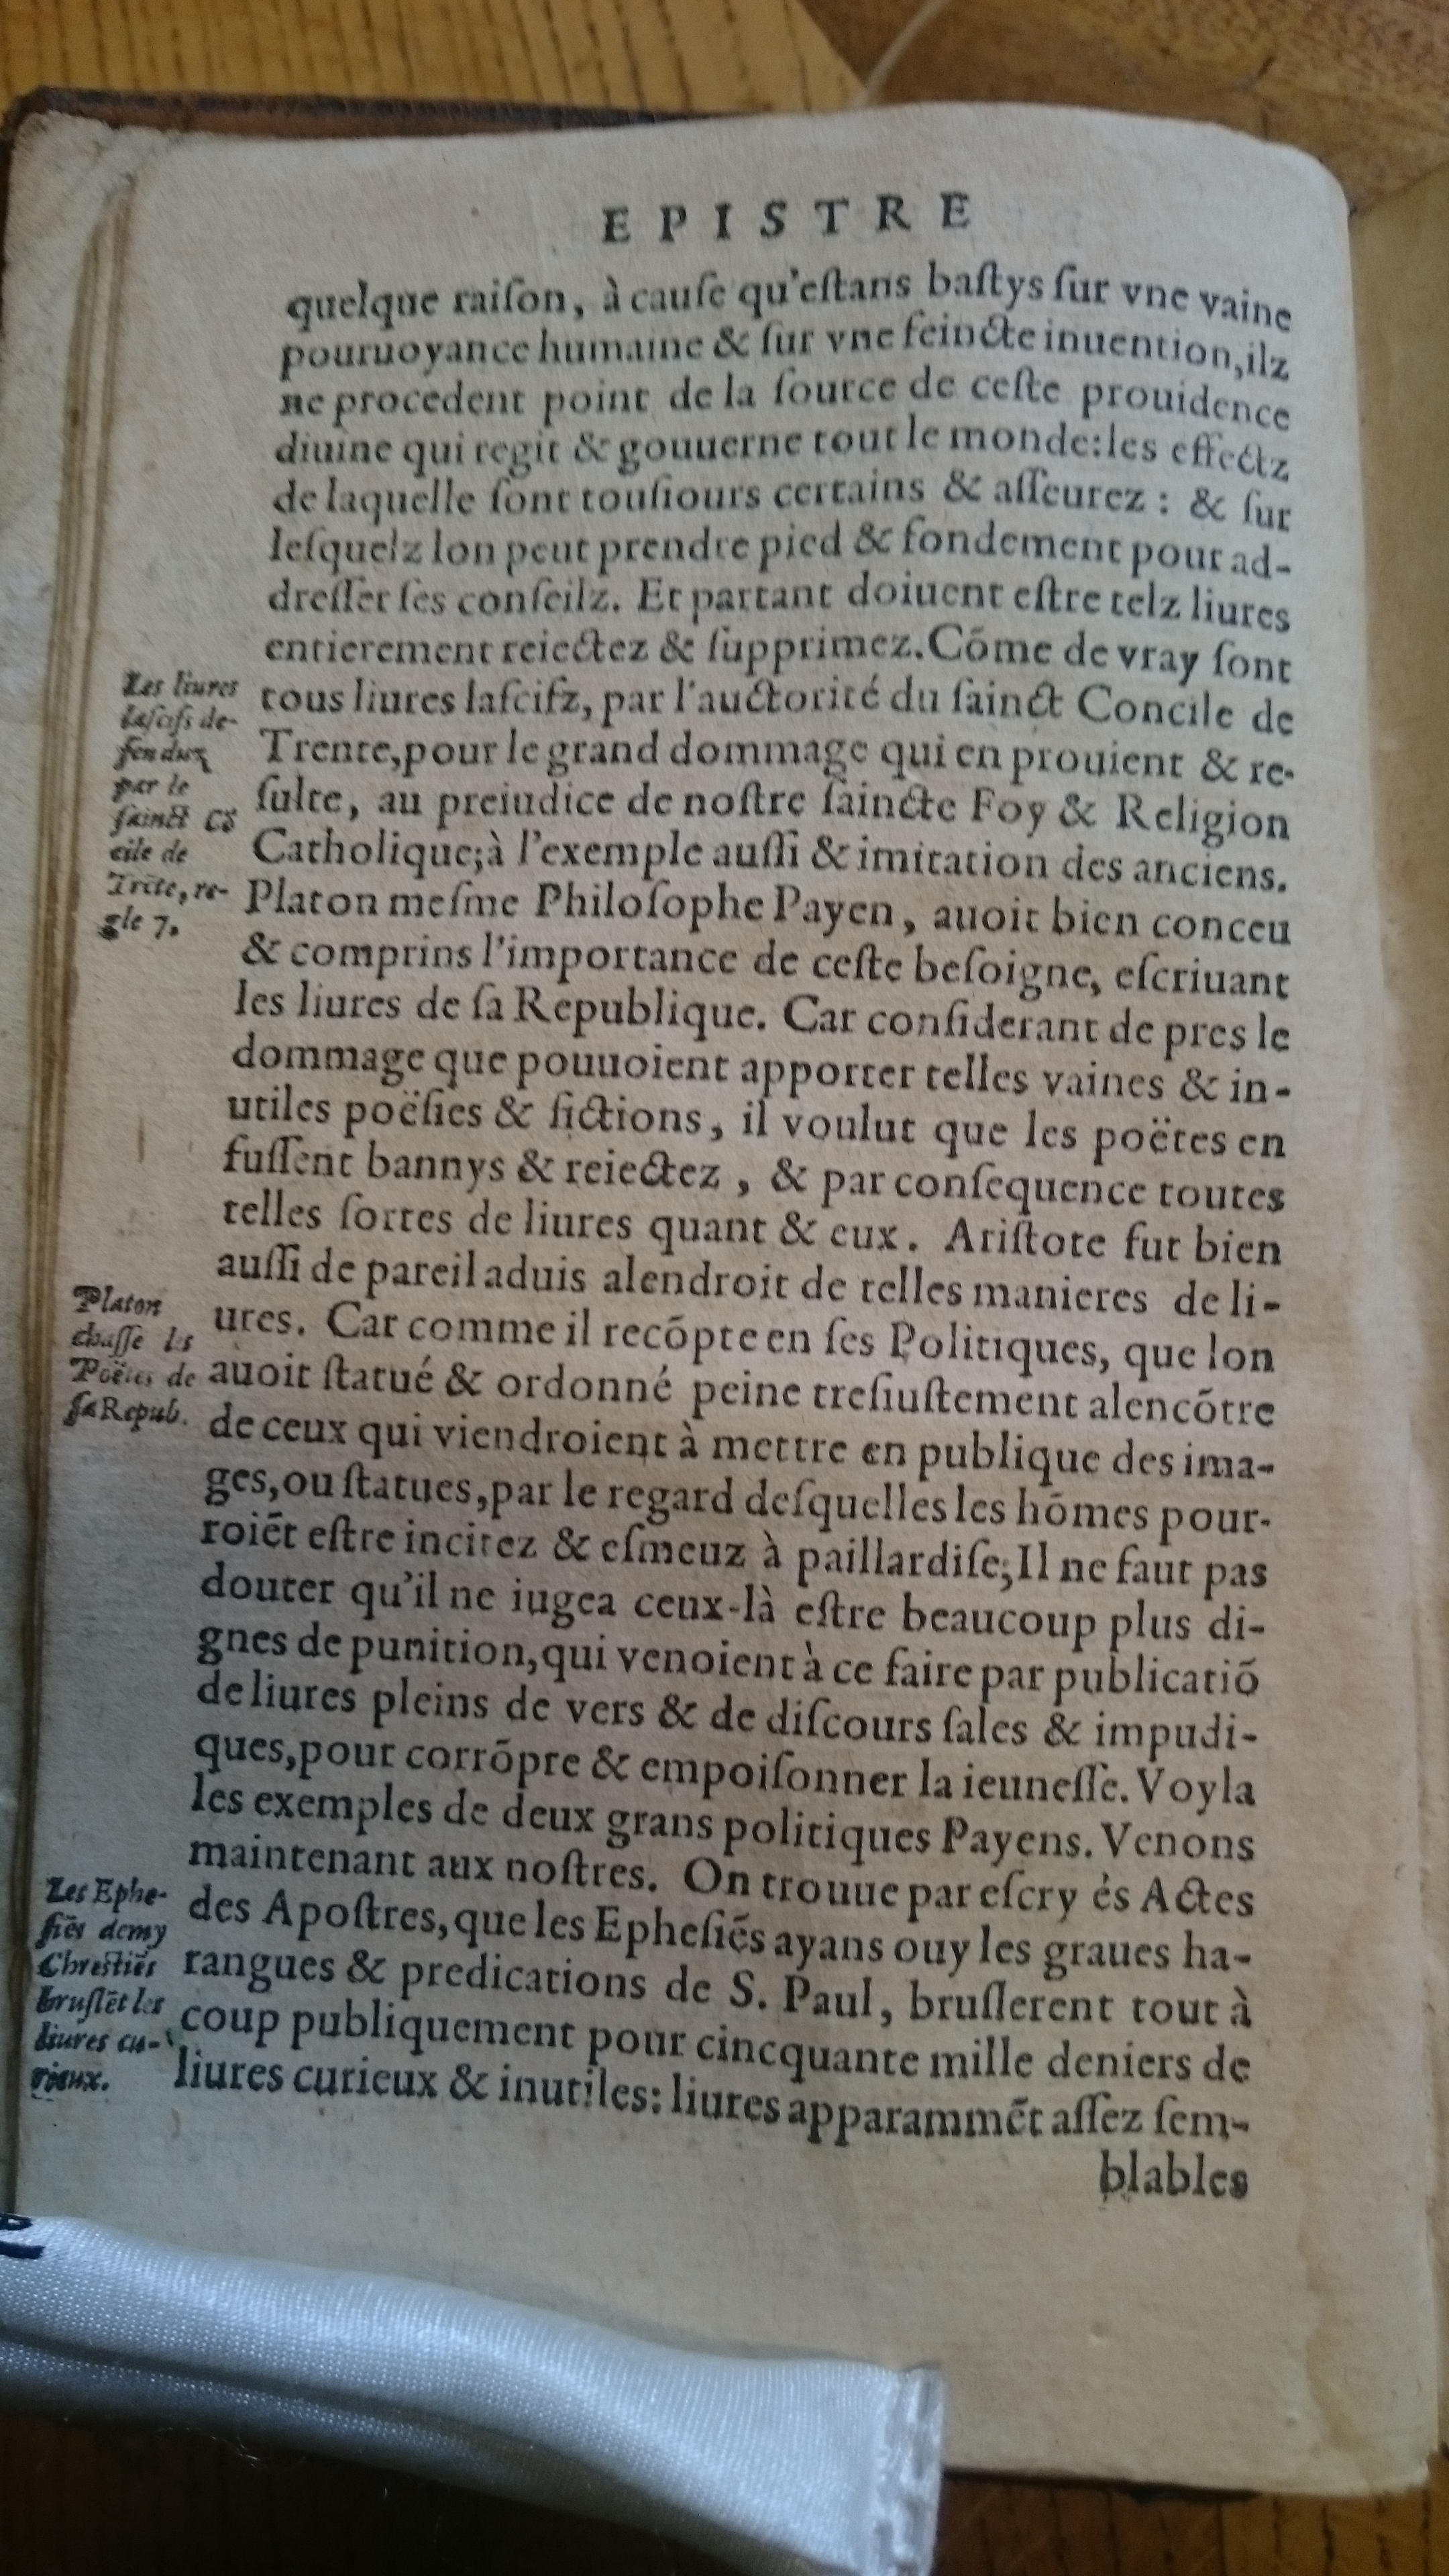 EPISTRE
quelque raiſon, à cauſe qu'eſtans baſtys ſur vne vaine
pouruoyance humaine & ſur vne feincte inuention, ilz
ne procedent point de la ſource de ceſte prouidence
diuine qui regit & gouuerne tout le monde: les effectz
de laquelle ſont touſiours certains & aſſeurez : & ſur
leſquelz lon peut prendre pied & fondement pour ad-
dreſſer ſes conſeilz. Et partant doiuent eſtre telz liures
entierement reiectez & ſupprimez. Cõme de vray ſont
tous liures laſcifz, par l'auctorité du ſainct Concile de
Trente, pour le grand dommage qui en prouient & re-
ſulte, au preiudice de noſtre ſaincte Foy & Religion
Catholique; à l'exemple auſſi & imitation des anciens.
Platon meſme Philoſophe Payen, auoit bien conceu
& comprins l'importance de ceſte beſoigne, eſcriuant
les liures de ſa Republique. Car conſiderant de pres le
dommage que pouuoient apporter telles vaines & in-
utiles poëſies & fictions, il voulut que les poëtes en
fuſſent bannys & reiectez, & par conſequence toutes
telles ſortes de liures quant & eux. Ariſtote fut bien
auſſi de pareil aduis alendroit de telles manieres de li-
ures. Car comme il recõpte en ſes Politiques, que lon
auoit ſtatué & ordonné peine treſiuſtement alencõtre
de ceux qui viendroient à mettre en publique des ima-
ges, ou ſtatues, par le regard deſquelles les hõmes pour-
roiẽt eſtre incitez & eſmeuz à paillardiſe; Il ne faut pas
douter qu'il ne iugea ceux-là eſtre beaucoup plus di-
gnes de punition, qui venoient à ce faire par publicatiõ
de liures pleins de vers & de diſcours ſales & impudi-
ques, pour corrõpre & empoiſonner la ieuneſſe. Voyla
les exemples de deux grans politiques Payens. Venons
maintenant aux noſtres. On trouue par eſcry és Actes
des Apoſtres, que les Epheſiẽs ayans ouy les graues ha-
rangues & predications de S. Paul, bruſlerent tout à
coup publiquement pour cincquante mille deniers de
liures curieux & inutiles: liures apparammẽt aſſez ſem-
blables
Les liures
laſcifs de-
fenduz
par le
ſainct Cõ
cile de
Trẽte, re-
gle 7.
Platon
chaſſe les
Poëtes de
ſa Repub.
Les Ephe-
ſiẽs demy
Chreſtiẽs
bruſlẽt les
liures cu-
rieux.